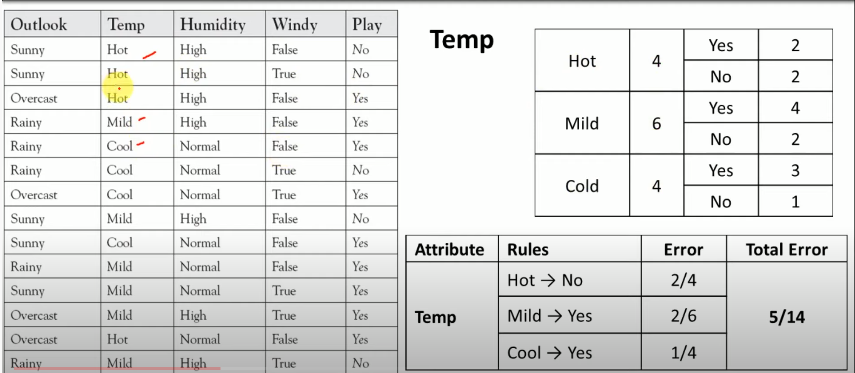 Outlook Temp Humidity Windy Play
Sunny Hot High False No
Sunny Hot High True No
Overcast Hot High False Yes
Rainy Mild High False Yes
Rainy Cool Normal False Yes
Rainy Cool Normal True No
Overcast Cool Normal True Yes
Sunny Mild High False No
Sunny Cool Normal False Yes
Rainy Mild Normal False Yes
Sunny Mild Normal True Yes
Overcast Mild High True Yes
Overcast Hot Normal False Yes
Rainy Mild High True No
Temp
Hot 4 Yes 2
No 2
Mild 6 Yes 4
No 2
Cold 4 Yes 3
No 1
Attribute Rules Error Total Error
Hot → No 2/4
Temp Mild → Yes 2/6 5/14
Cool → Yes 1/4